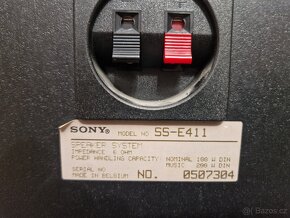 SONY® MODEL NO SS-E411
SPEAKER SYSTEM
IMPEDANCE: 6 OHM
POWER HANDLING CAPACITY: NOMINAL 100 W DIN
MUSIC 200 W DIN
SERIAL NO
MADE IN BELGIUM NO. 0507304